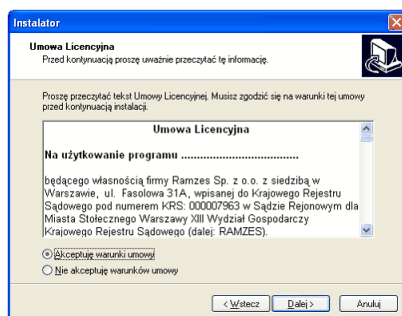 Instalator
Umowa Licencyjna
Przed kontynuacją proszę uważnie przeczytać tę informację.
Proszę przeczytać tekst Umowy Licencyjnej. Musisz zgodzić się na warunki tej umowy
przed kontynuacją instalacji.
Umowa Licencyjna
Na użytkowanie programu .....................................
będącego własnością firmy Ramzes Sp. z o.o. z siedzibą w
Warszawie, ul. Fasolowa 31A, wpisanej do Krajowego Rejestru
Sądowego pod numerem KRS: 000007963 w Sądzie Rejonowym dla
Miasta Stołecznego Warszawy XIII Wydział Gospodarczy
Krajowego Rejestru Sądowego (dalej: RAMZES).
Akceptuję warunki umowy
Nie akceptuję warunków umowy
< Wstecz
Dalej >
Anuluj